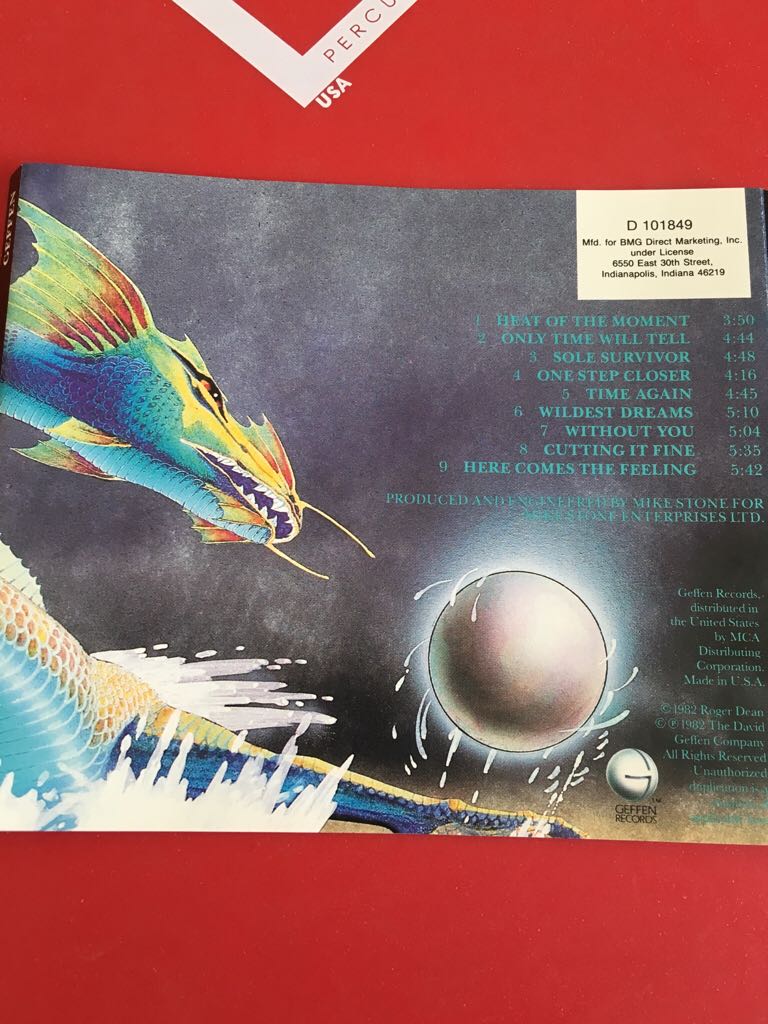 PERCU
USA
GEFFEN
D 101849
Mfd. for BMG Direct Marketing, Inc.
under License
6550 East 30th Street,
Indianapolis, Indiana 46219
1 HEAT OF THE MOMENT 3:50
2 ONLY TIME WILL TELL 4:44
3 SOLE SURVIVOR 4:48
4 ONE STEP CLOSER 4:16
5 TIME AGAIN 4:45
6 WILDEST DREAMS 5:10
7 WITHOUT YOU 5:04
8 CUTTING IT FINE 5:35
9 HERE COMES THE FEELING 5:42
PRODUCED AND ENGINEERED BY MIKE STONE FOR
MIKE STONE ENTERPRISES LTD.
Geffen Records,
distributed in
the United States
by MCA
Distributing
Corporation.
Made in U.S.A.
© 1982 Roger Dean
© ℗ 1982 The David
Geffen Company
All Rights Reserved
Unauthorized
duplication is a
GEFFEN
RECORDS